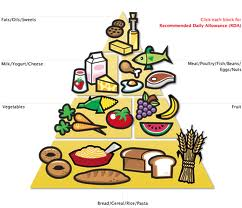 Fats/Oils/Sweets
Click each block for
Recommended Daily Allowance (RDA)
Milk/Yogurt/Cheese
Meat/Poultry/Fish/Beans/
Eggs/Nuts
Vegetables
Fruit
Bread/Cereal/Rice/Pasta